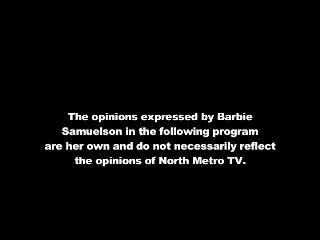 The opinions expressed by Barbie
Samuelson in the following program
are her own and do not necessarily reflect
the opinions of North Metro TV.